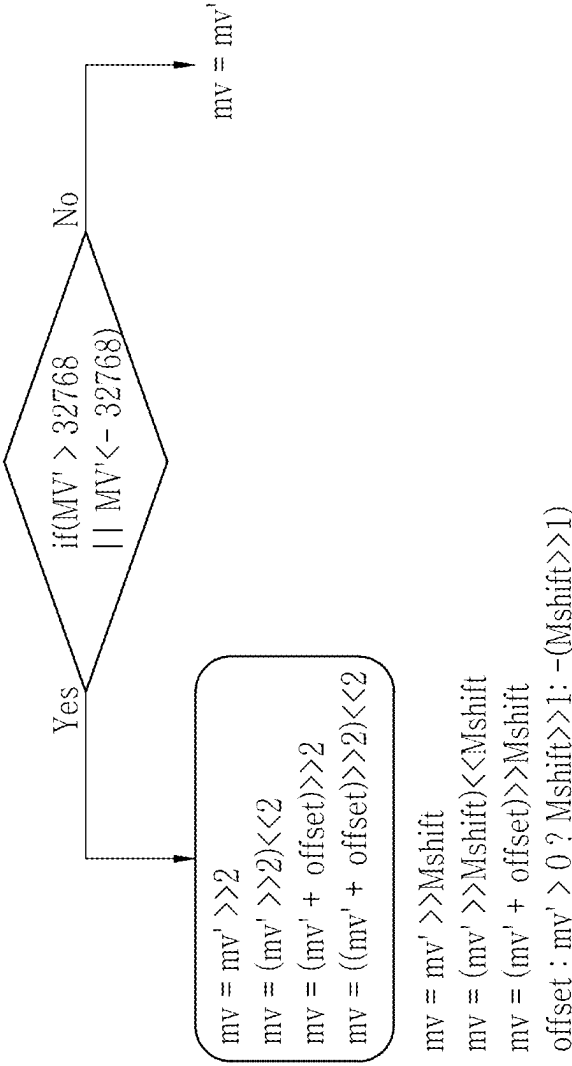 if(MV' > 32768
|| MV'<- 32768)
Yes
No
mv = mv' >>2
mv = (mv' >>2)<<2
mv = (mv' + offset)>>2
mv = ((mv' + offset)>>2)<<2
mv = mv'
mv = mv' >>Mshift
mv = (mv' >>Mshift)<<Mshift
mv = (mv' + offset)>>Mshift
offset : mv' > 0 ? Mshift>>1: -(Mshift>>1)